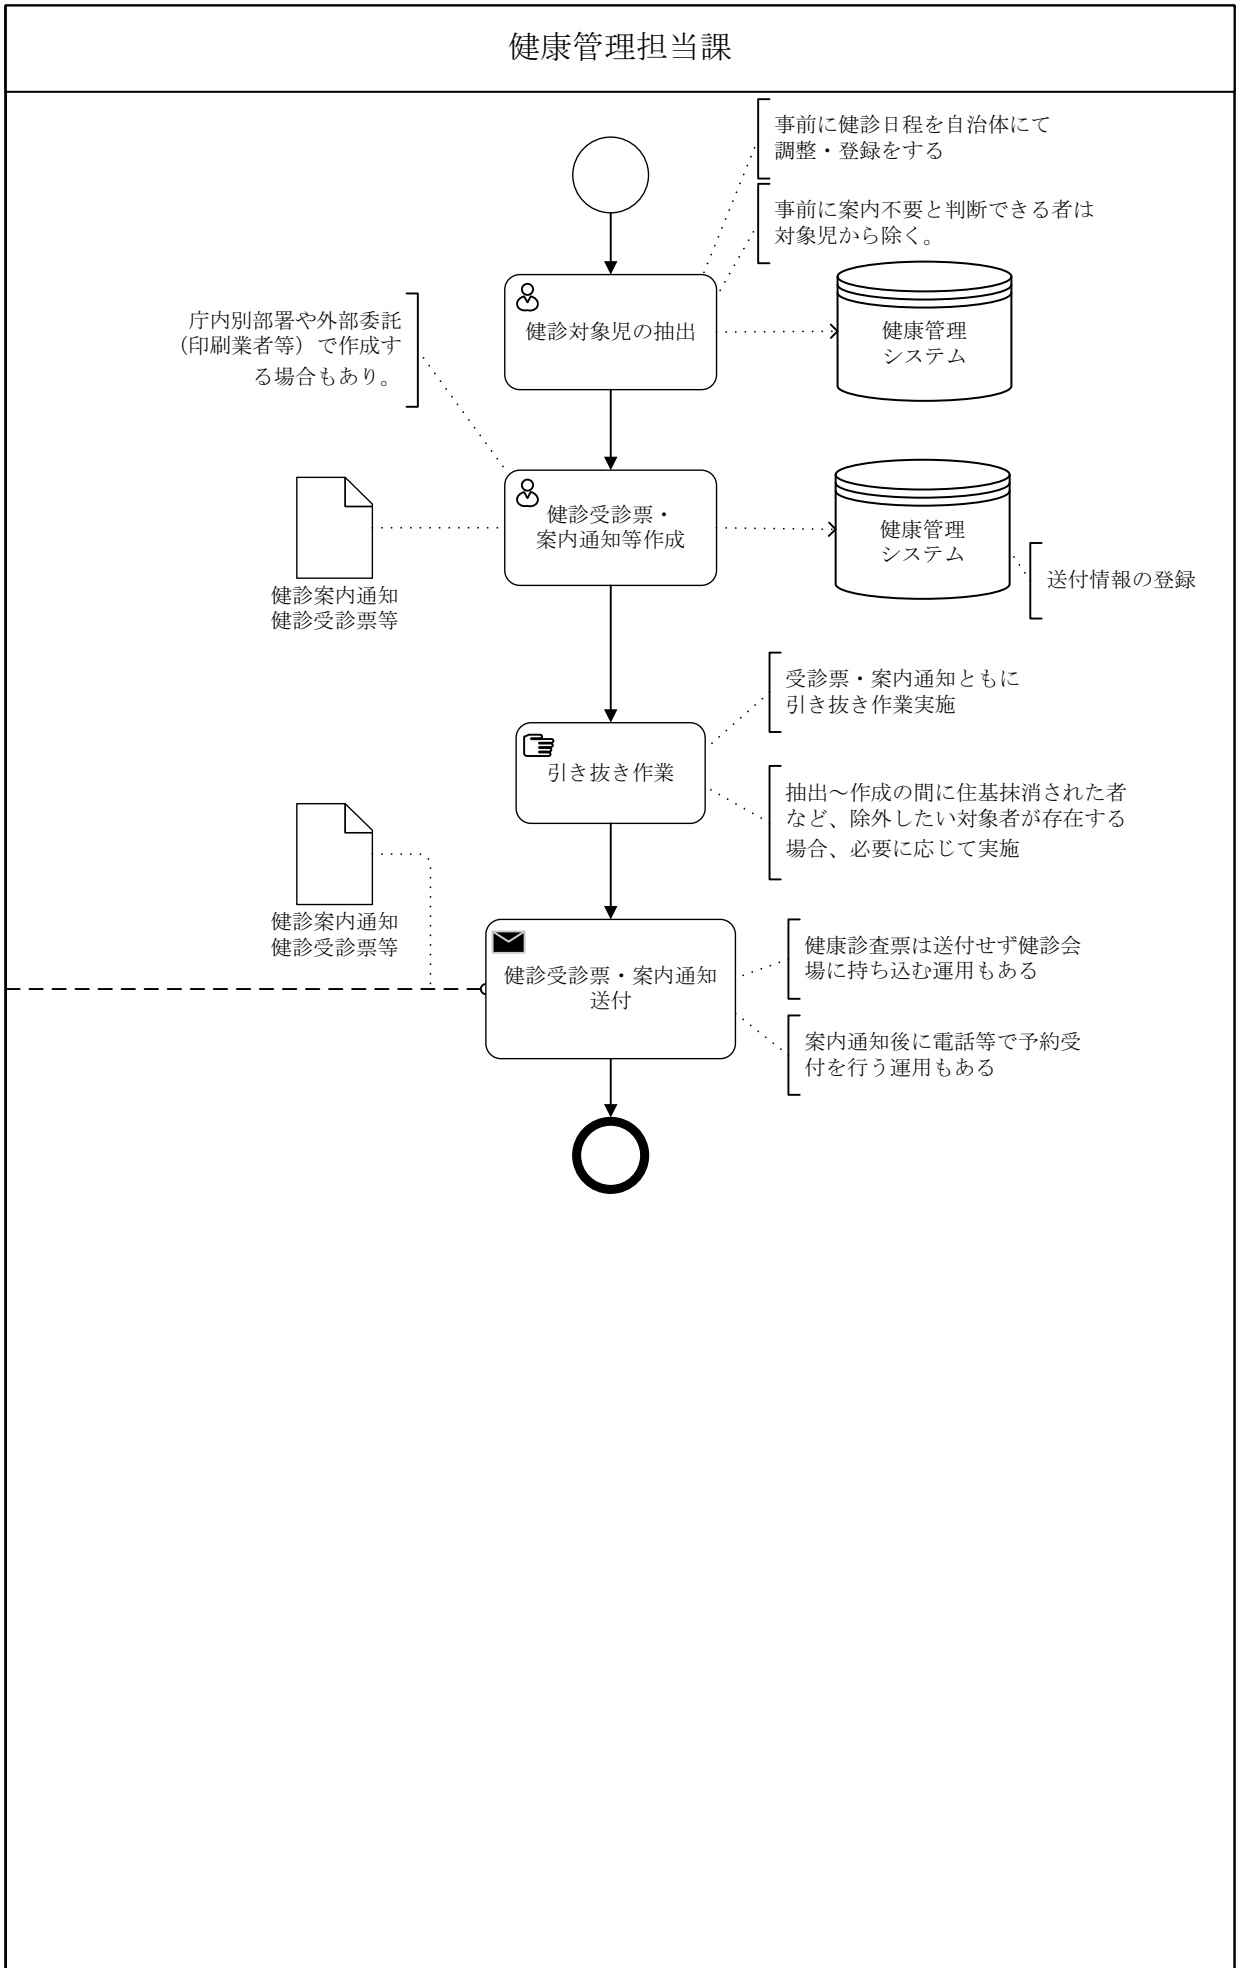 健康管理担当課
事前に健診日程を自治体にて
調整・登録をする
事前に案内不要と判断できる者は
対象児から除く。
健診対象児の抽出
健康管理
システム
庁内別部署や外部委託
（印刷業者等）で作成す
る場合もあり。
健診受診票・
案内通知等作成
健康管理
システム
送付情報の登録
健診案内通知
健診受診票等
受診票・案内通知ともに
引き抜き作業実施
引き抜き作業
抽出～作成の間に住基抹消された者
など、除外したい対象者が存在する
場合、必要に応じて実施
健診案内通知
健診受診票等
健診受診票・案内通知
送付
健康診査票は送付せず健診会
場に持ち込む運用もある
案内通知後に電話等で予約受
付を行う運用もある